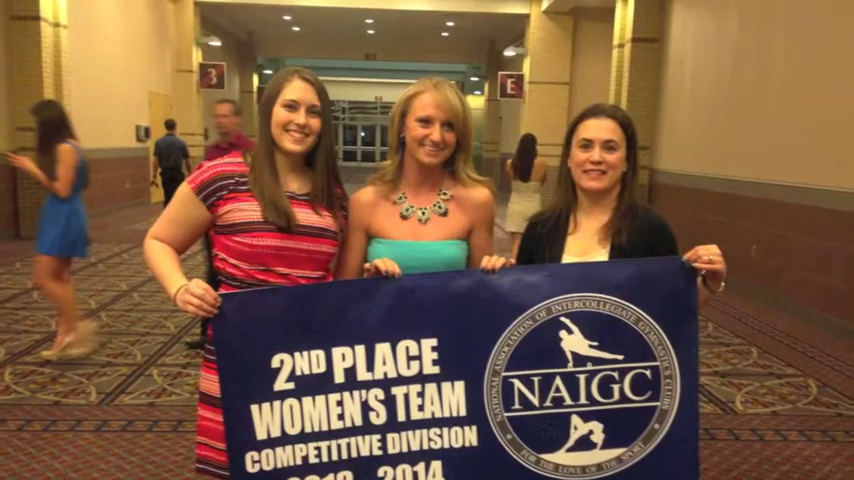 3
E
2ND PLACE
WOMEN'S TEAM
COMPETITIVE DIVISION
2014
NATIONAL ASSOCIATION OF INTERCOLLEGIATE GYMNASTICS CLUBS
NAIGC
FOR THE LOVE OF THE SPORT